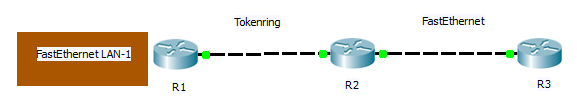 Tokenring
FastEthernet
FastEthernet LAN-1
R1
R2
R3